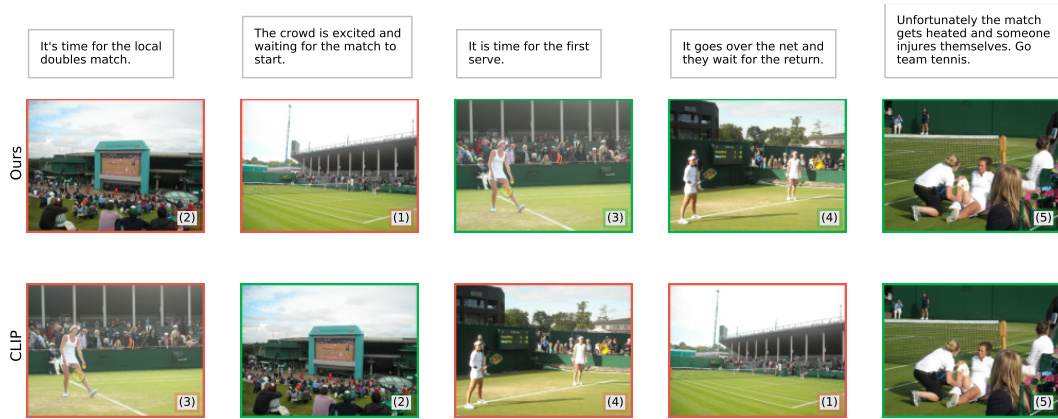 It's time for the local
doubles match.
The crowd is excited and
waiting for the match to
start.
It is time for the first
serve.
It goes over the net and
they wait for the return.
Unfortunately the match
gets heated and someone
injures themselves. Go
team tennis.
Ours
(2)
(1)
(3)
(4)
(5)
CLIP
(3)
(2)
(4)
(1)
(5)